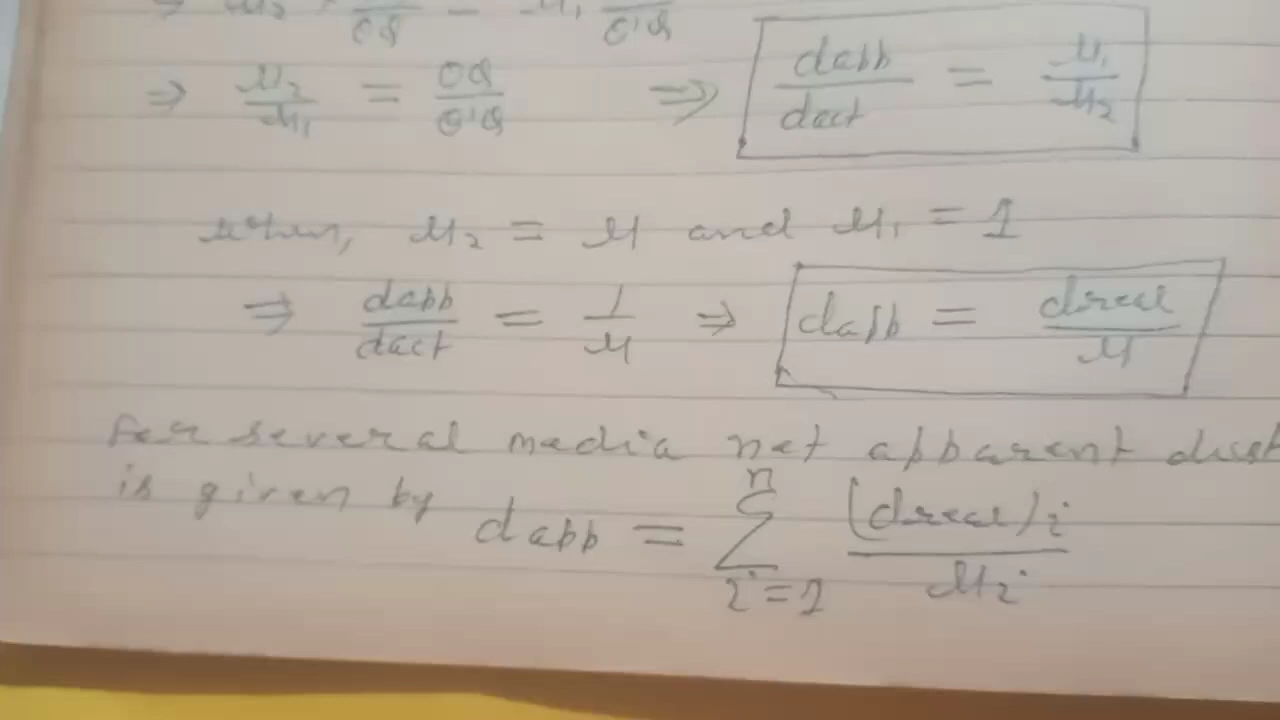 ⇒ μ₂/μ₁ = OQ/O'Q ⇒ dapp/dact = μ₁/μ₂
when, μ₂ = μ and μ₁ = 1
⇒ dapp/dact = 1/μ ⇒ dapp = dreal/μ
For several media net apparent
is given by dapp = Σ_{i=1}^{n} (dreal)i/μi